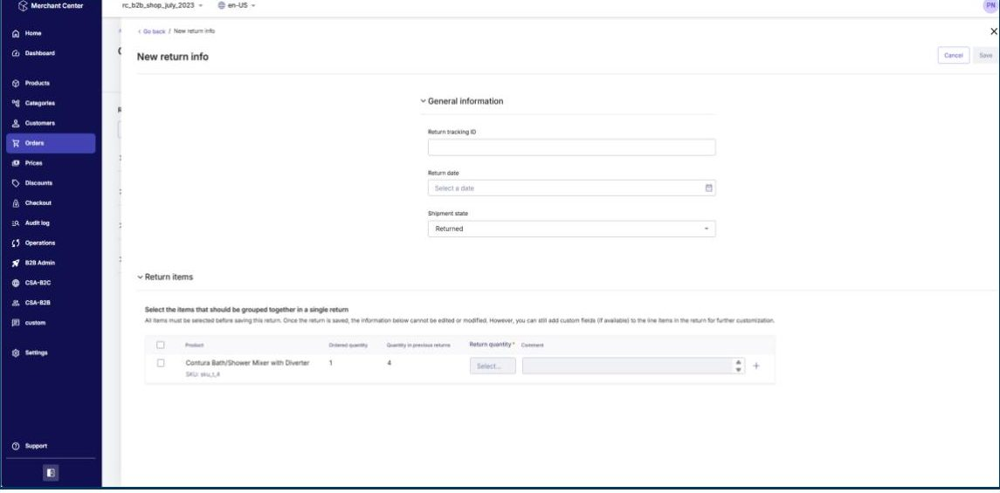 Merchant Center
rc_b2b_shop_july_2023
en-US
PN
Home
Dashboard
Products
Categories
Customers
Orders
Prices
Discounts
Checkout
Audit log
Operations
B2B Admin
CSA-B2C
CSA-B2B
custom
Settings
Support
Go back / New return info
New return info
Cancel
Save
General information
Return tracking ID
Return date
Select a date
Shipment state
Returned
Return items
Select the items that should be grouped together in a single return
All items must be selected before saving this return. Once the return is saved, the information below cannot be edited or modified. However, you can still add custom fields (if available) to the line items in the return for further customization.
Product Ordered quantity Quantity in previous returns Return quantity * Comment
Contura Bath/Shower Mixer with Diverter 1 4 Select...
SKU: sku_t_4